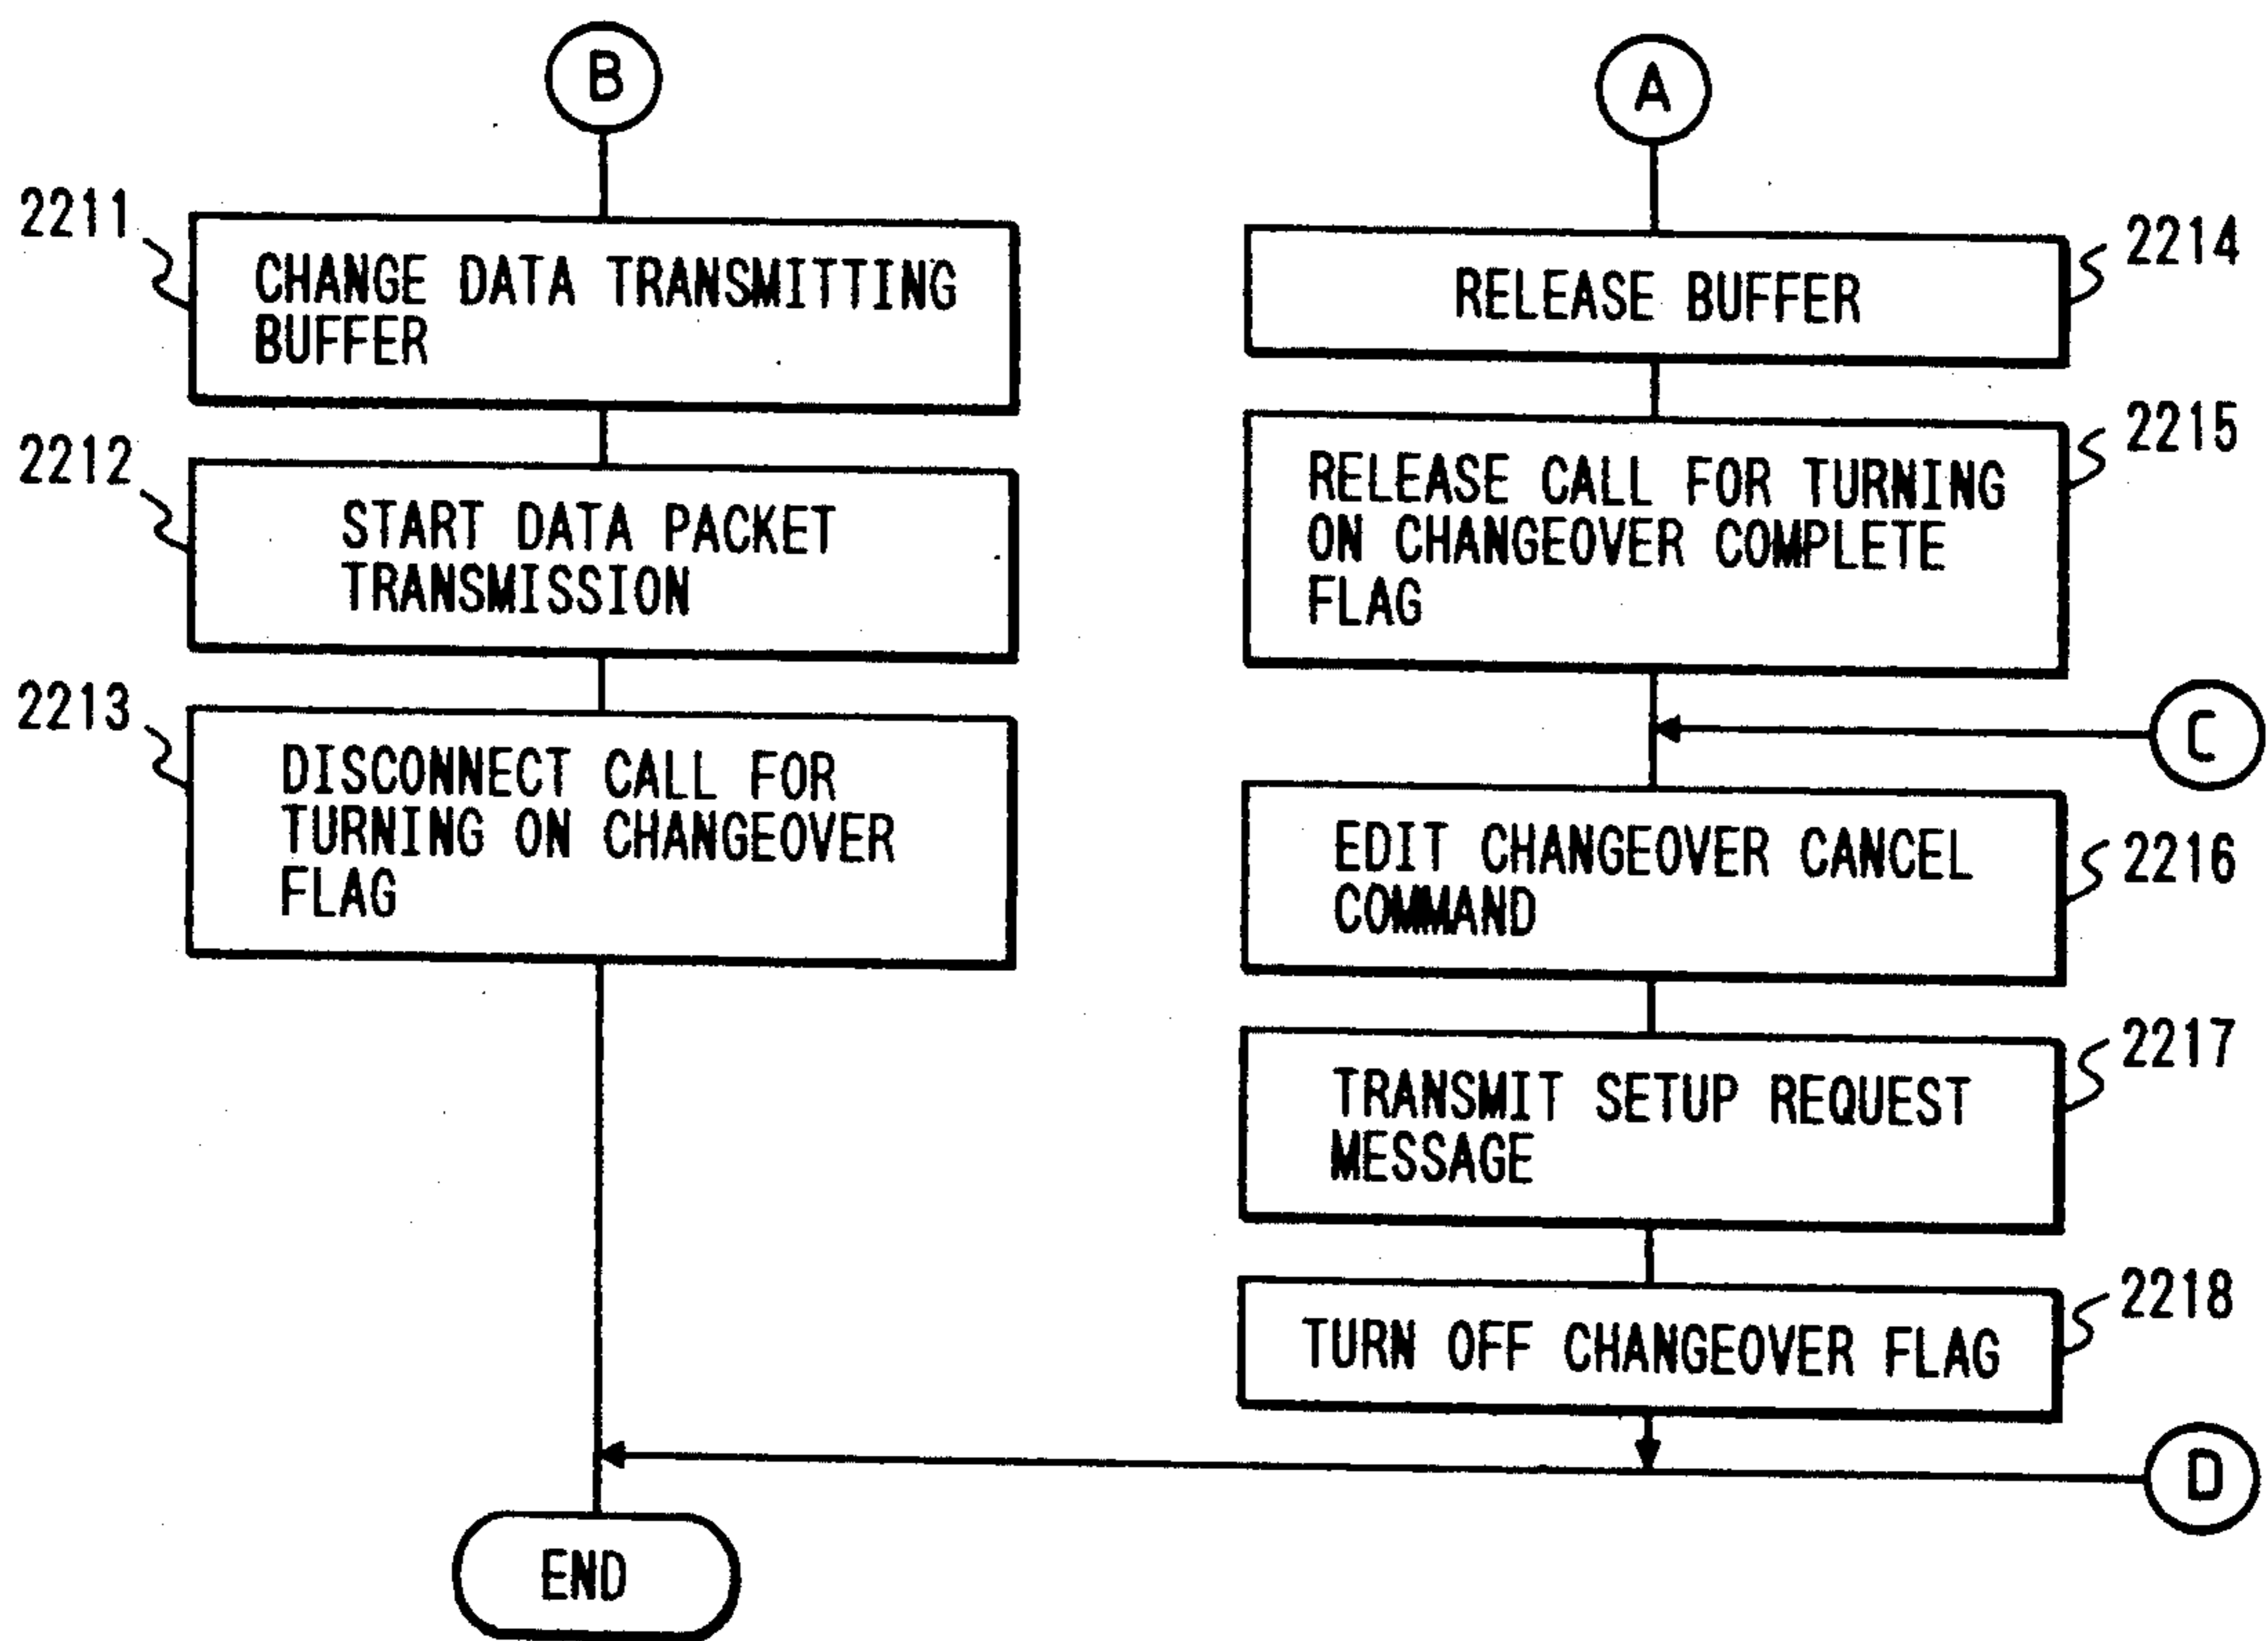 B
2211
CHANGE DATA TRANSMITTING
BUFFER
2212
START DATA PACKET
TRANSMISSION
2213
DISCONNECT CALL FOR
TURNING ON CHANGEOVER
FLAG
A
2214
RELEASE BUFFER
2215
RELEASE CALL FOR TURNING
ON CHANGEOVER COMPLETE
FLAG
C
2216
EDIT CHANGEOVER CANCEL
COMMAND
2217
TRANSMIT SETUP REQUEST
MESSAGE
2218
TURN OFF CHANGEOVER FLAG
D
END